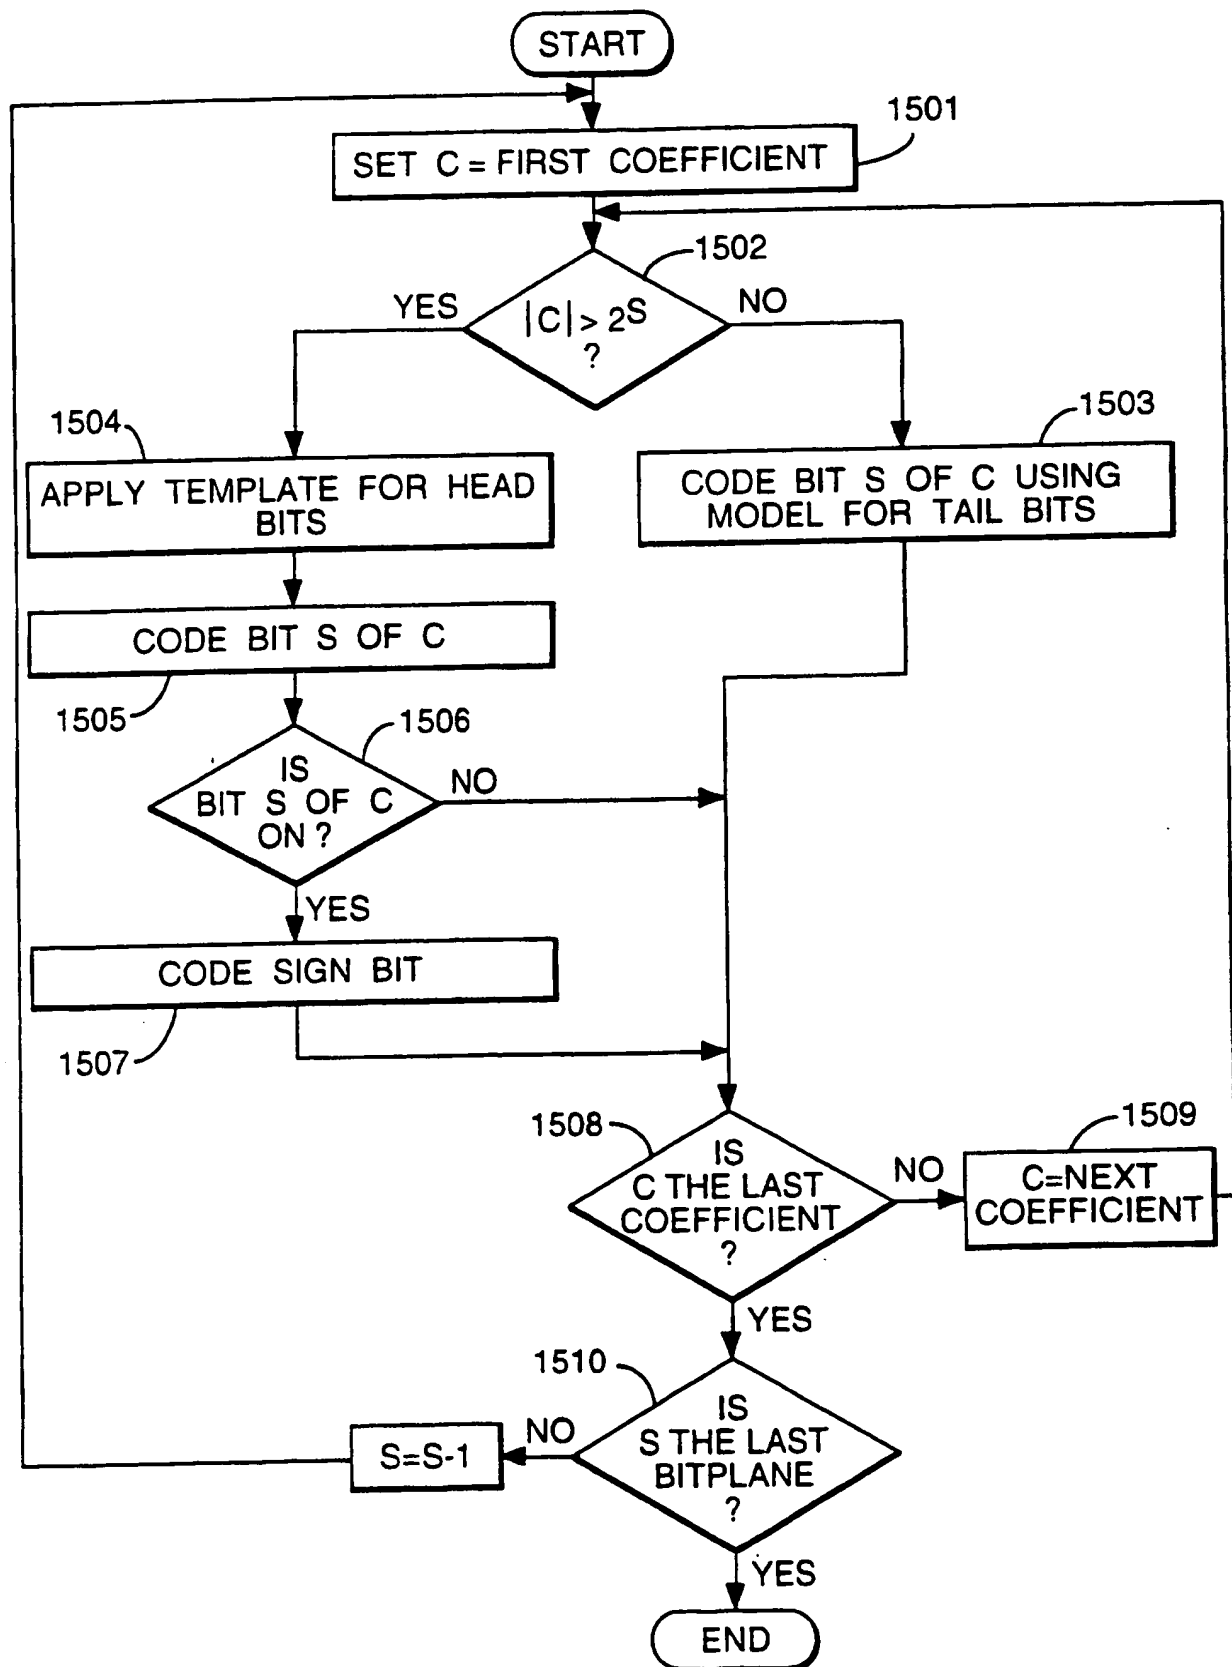 START
1501
SET C = FIRST COEFFICIENT
1502
YES
|C| > 2^S
?
NO
1504
1503
APPLY TEMPLATE FOR HEAD
BITS
CODE BIT S OF C USING
MODEL FOR TAIL BITS
CODE BIT S OF C
1505
1506
IS
BIT S OF C
ON ?
NO
YES
CODE SIGN BIT
1507
1508
IS
C THE LAST
COEFFICIENT
?
NO
1509
C=NEXT
COEFFICIENT
YES
1510
IS
S THE LAST
BITPLANE
?
NO
S=S-1
YES
END